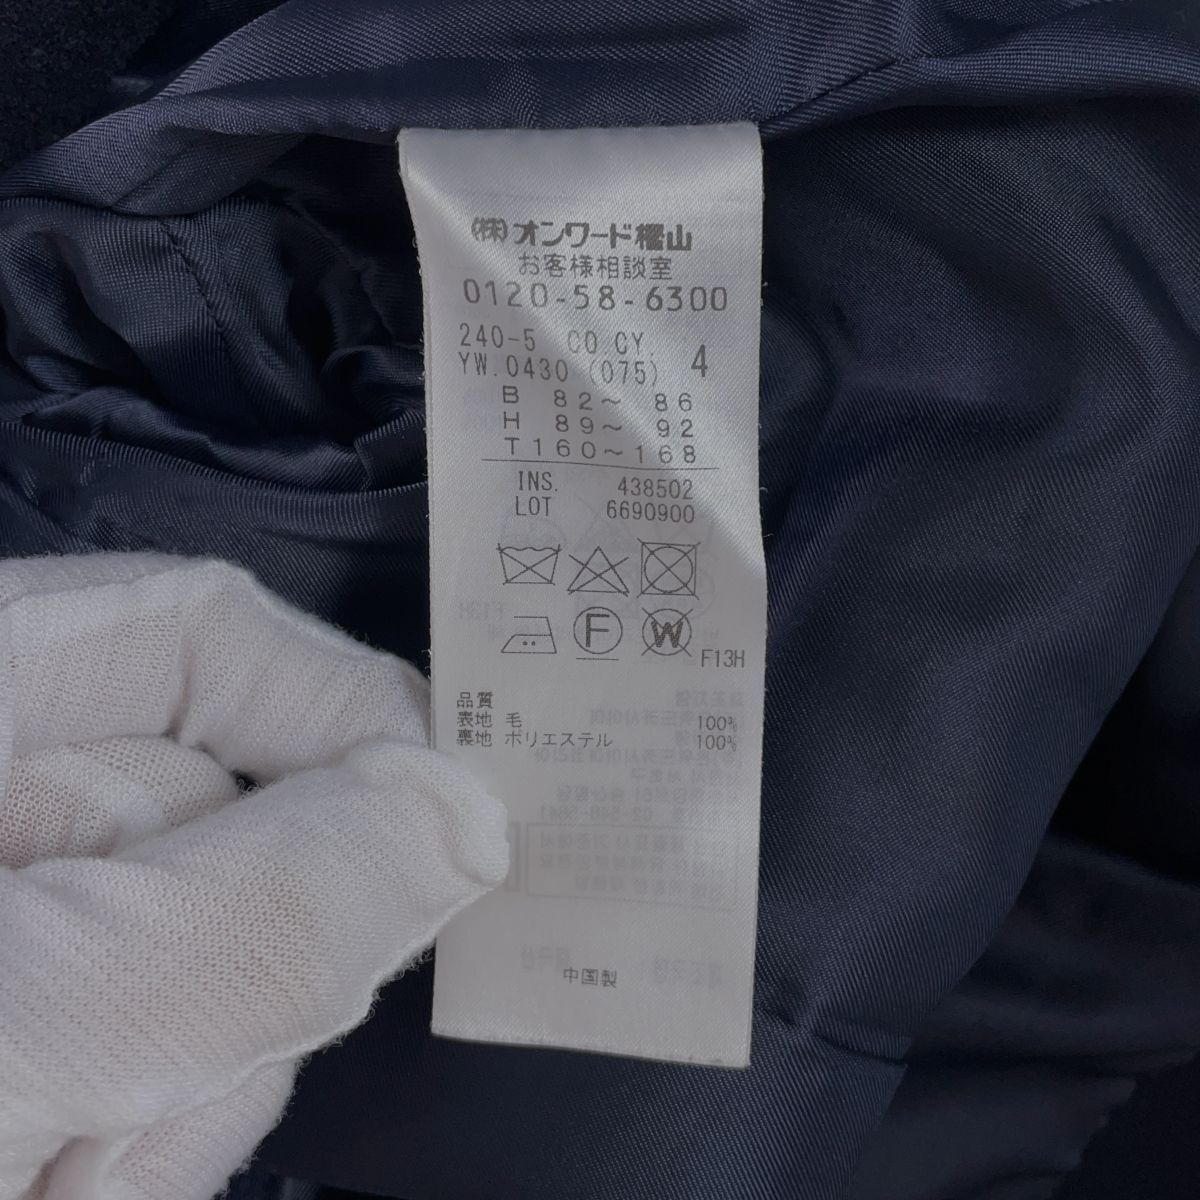 (株)オンワード樫山
お客様相談室
0120-58-6300
240-5 CO.CY. 4
YW.0430 (075)
B 82～ 86
H 89～ 92
T160～168
INS. 438502
LOT 6690900
F
W
F13H
品質
表地 毛 100%
裏地 ポリエステル 100%
中国製